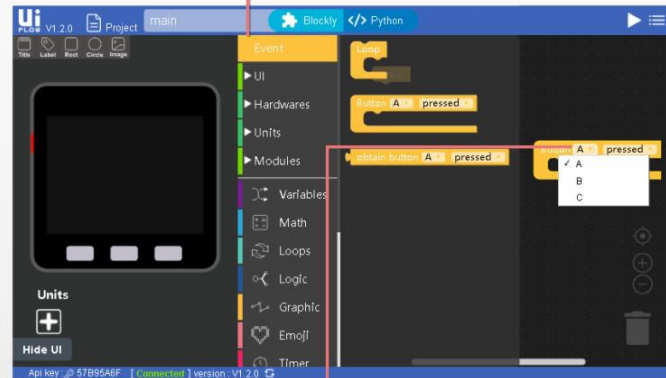 Ui FLOW V1.2.0 Project main Blockly </> Python
Title Label Rect Circle Image
Event
UI
Hardwares
Units
Modules
Variables
Math
Loops
Logic
Graphic
Emoji
Timer
Loop
Button A pressed
obtain button A pressed
Button A pressed
✓ A
B
C
Units
Hide UI
Api key : 57B95A6F [ Connected ] version : V1.2.0